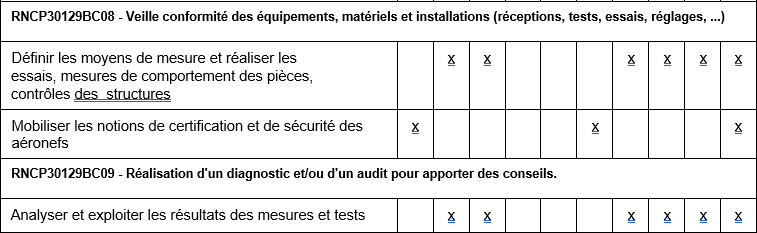 RNCP30129BC08 - Veille conformité des équipements, matériels et installations (réceptions, tests, essais, réglages, ...)
Définir les moyens de mesure et réaliser les
essais, mesures de comportement des pièces,
contrôles des structures
x x x x x x
Mobiliser les notions de certification et de sécurité des
aéronefs
x x x
RNCP30129BC09 - Réalisation d'un diagnostic et/ou d'un audit pour apporter des conseils.
Analyser et exploiter les résultats des mesures et tests x x x x x x